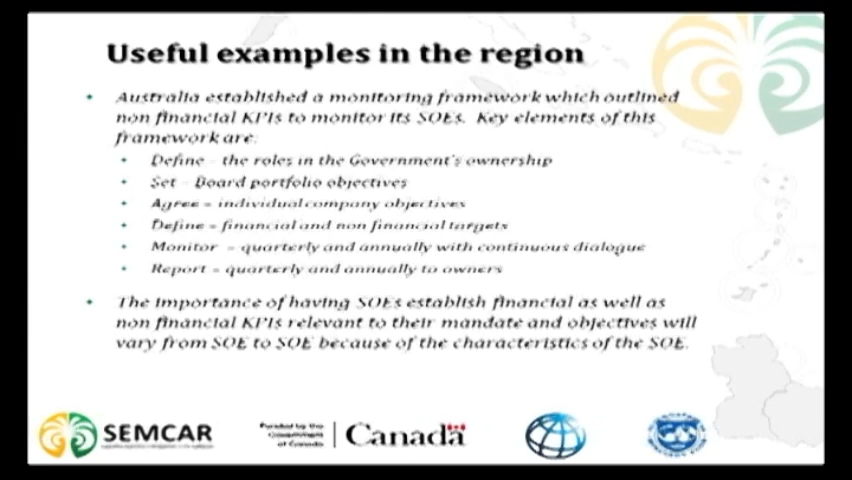 Useful examples in the region
• Australia established a monitoring framework which outlined
non financial KPIs to monitor its SOEs. Key elements of this
framework are:
• Define – the roles in the Government's ownership
• Set – Board portfolio objectives
• Agree – individual company objectives
• Define – financial and non financial targets
• Monitor – quarterly and annually with continuous dialogue
• Report – quarterly and annually to owners
• The importance of having SOEs establish financial as well as
non financial KPIs relevant to their mandate and objectives will
vary from SOE to SOE because of the characteristics of the SOE.
SEMCAR
Funded by the
Government
of Canada
Canada